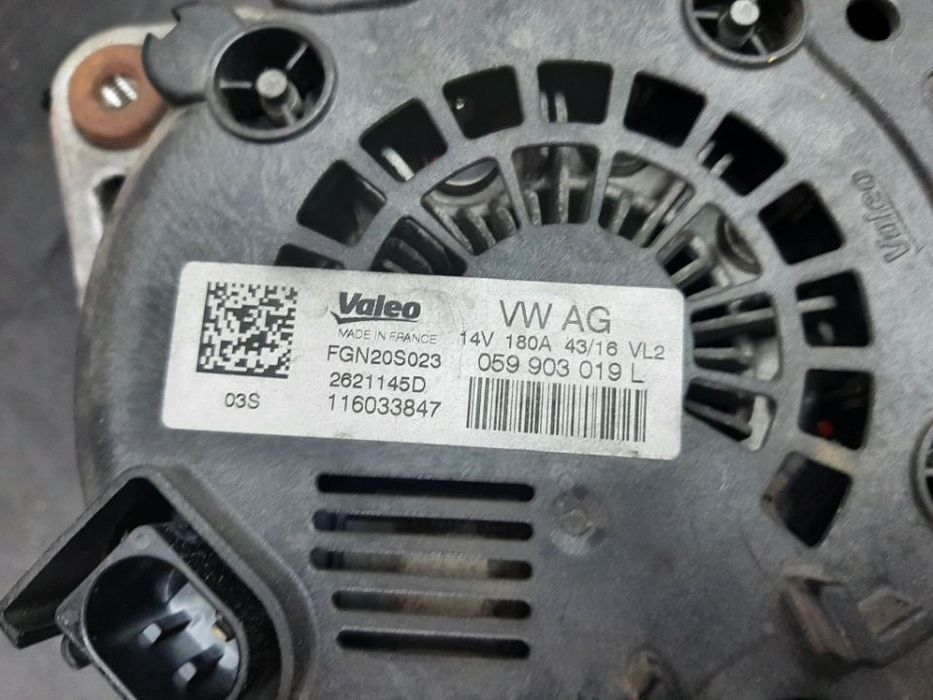 Valeo
MADE IN FRANCE
FGN20S023
2621145D
116033847
03S
VW AG
14V 180A 43/16 VL2
059 903 019 L
Valeo